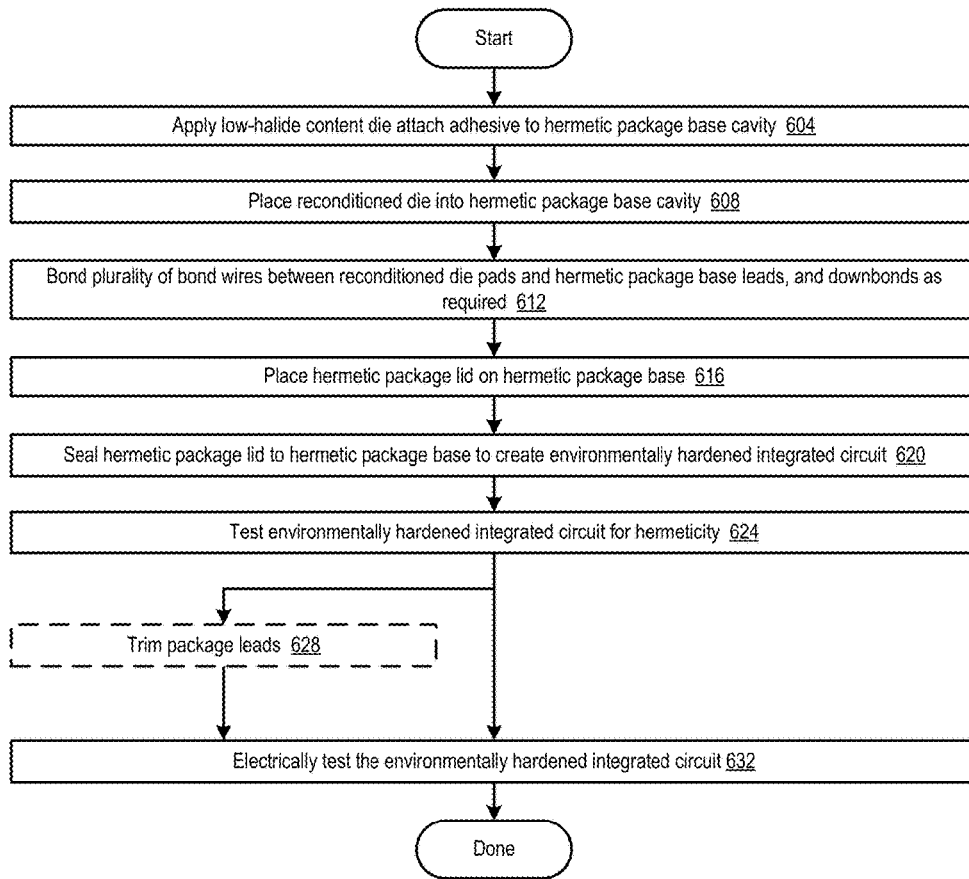 Start
Apply low-halide content die attach adhesive to hermetic package base cavity 604
Place reconditioned die into hermetic package base cavity 608
Bond plurality of bond wires between reconditioned die pads and hermetic package base leads, and downbonds as
required 612
Place hermetic package lid on hermetic package base 616
Seal hermetic package lid to hermetic package base to create environmentally hardened integrated circuit 620
Test environmentally hardened integrated circuit for hermeticity 624
Trim package leads 628
Electrically test the environmentally hardened integrated circuit 632
Done